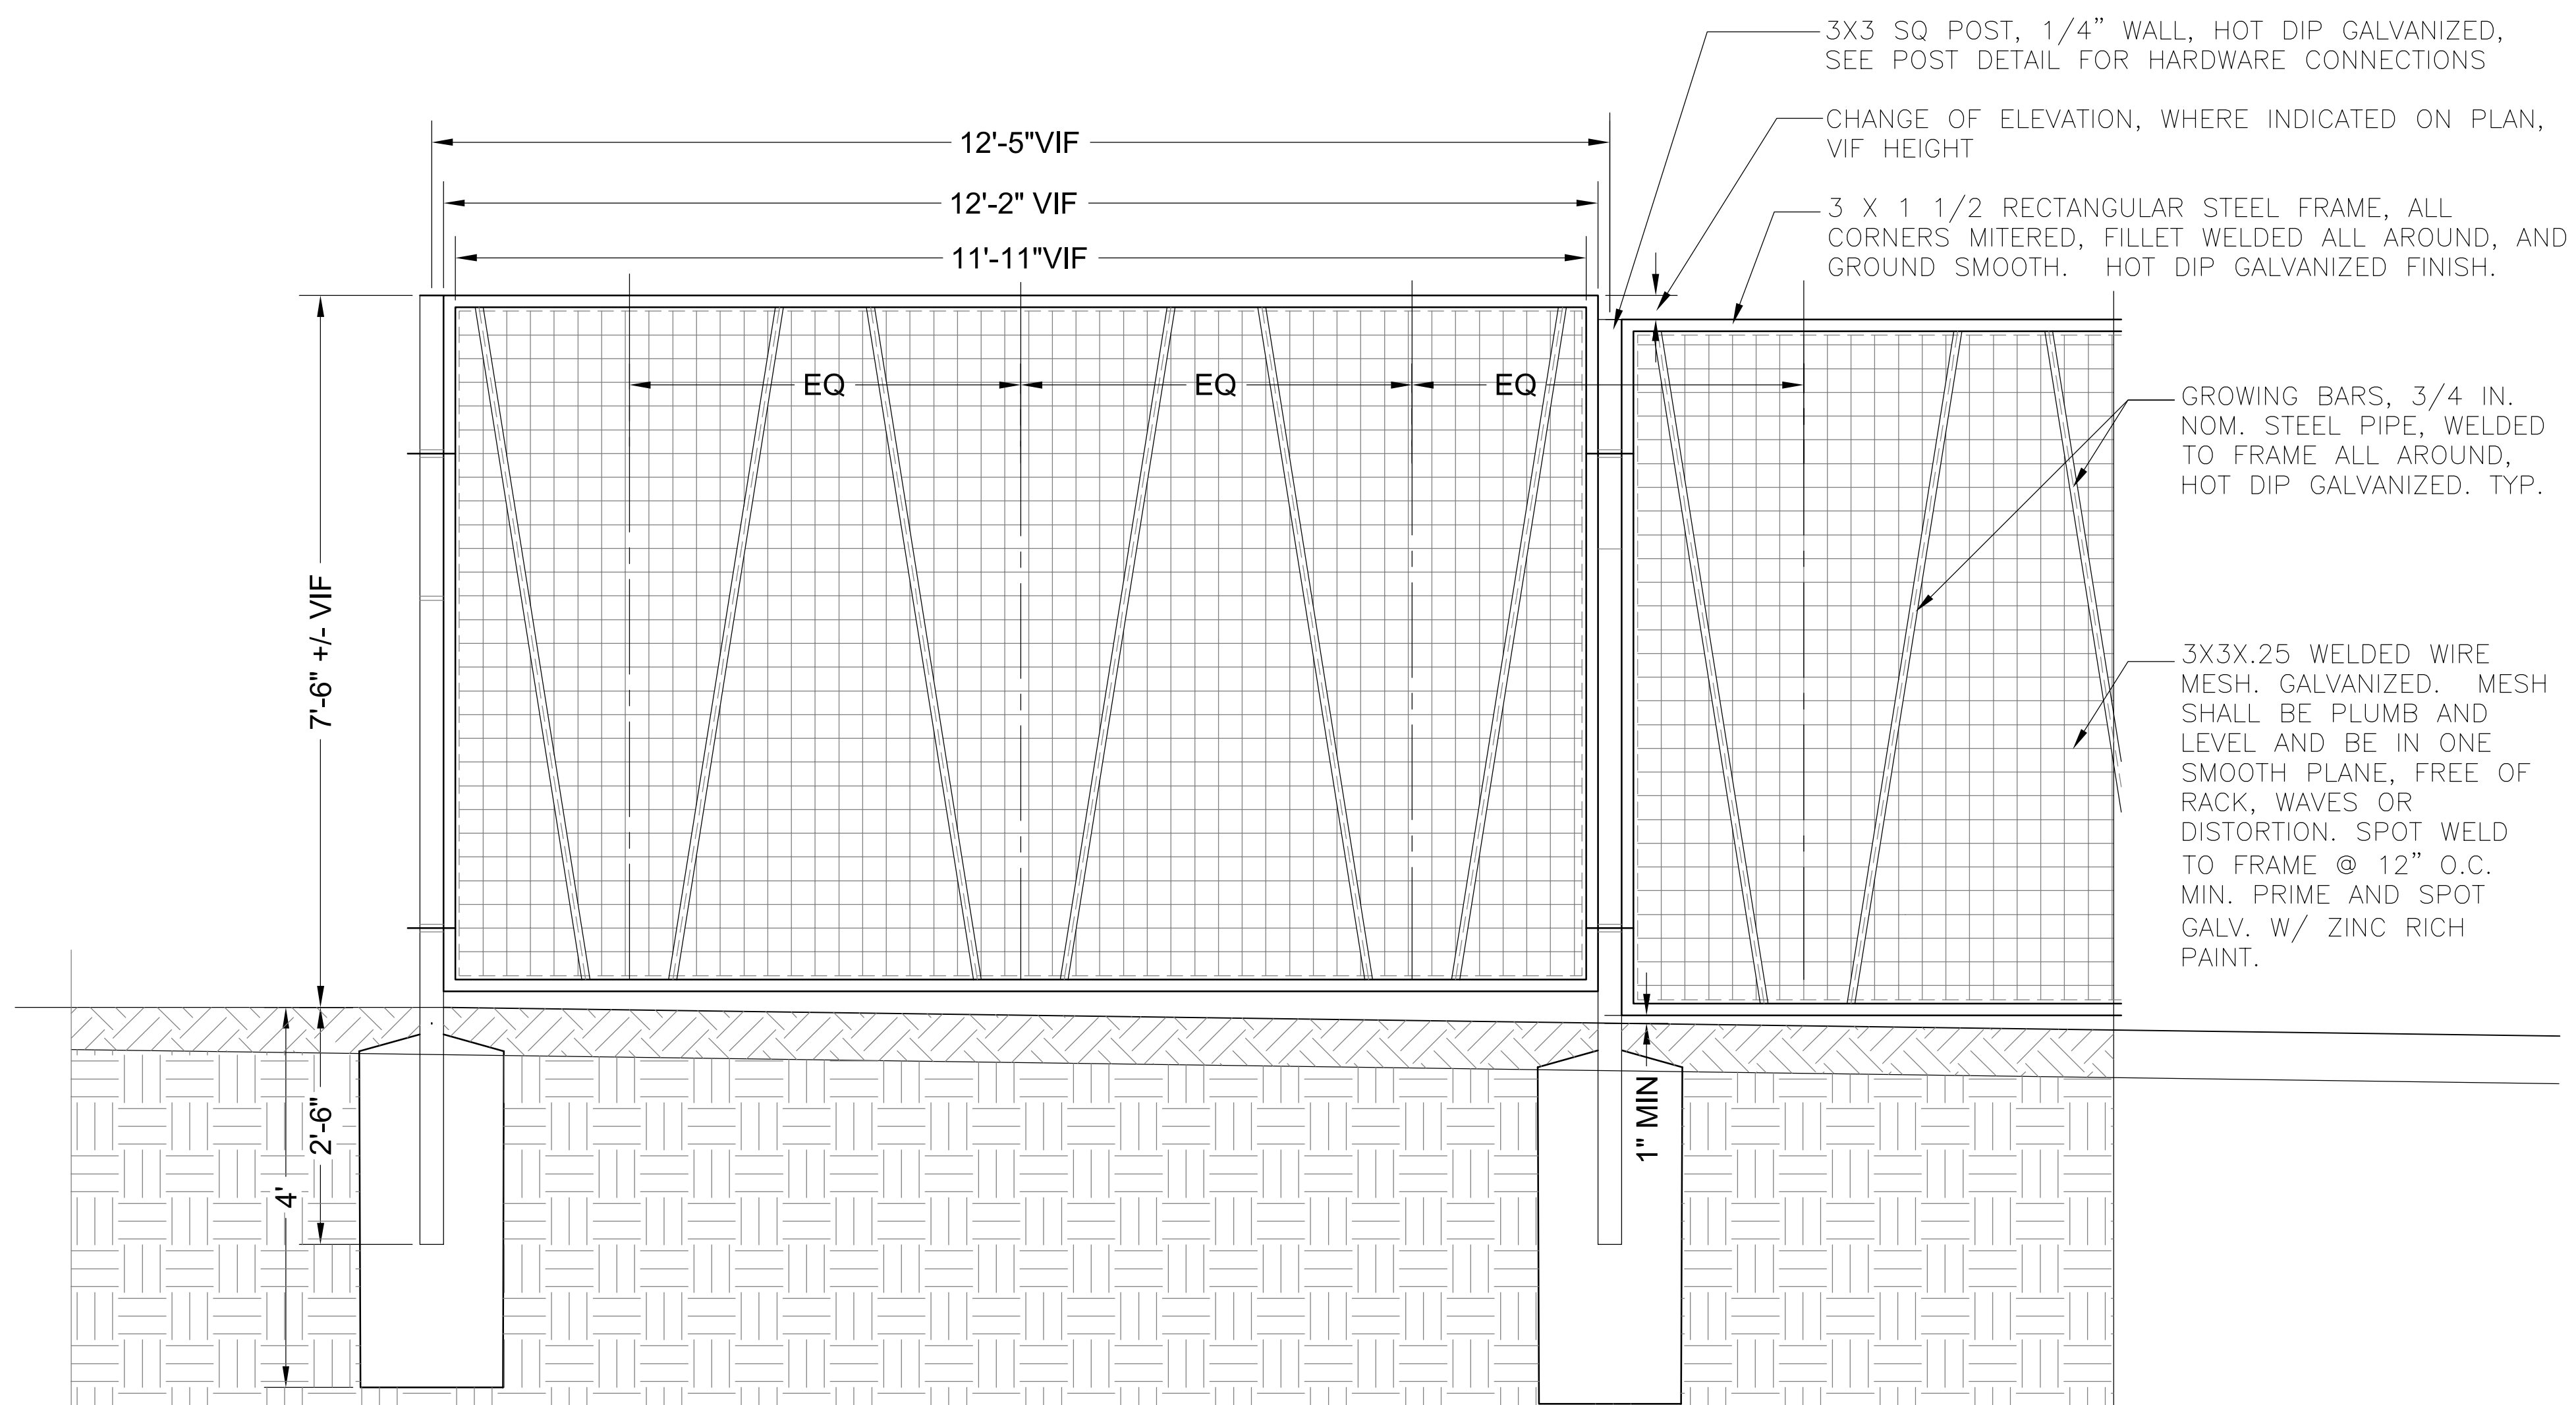 3X3 SQ POST, 1/4" WALL, HOT DIP GALVANIZED,
SEE POST DETAIL FOR HARDWARE CONNECTIONS
CHANGE OF ELEVATION, WHERE INDICATED ON PLAN,
VIF HEIGHT
3 X 1 1/2 RECTANGULAR STEEL FRAME, ALL
CORNERS MITERED, FILLET WELDED ALL AROUND, AND
GROUND SMOOTH. HOT DIP GALVANIZED FINISH.
12'-5"VIF
12'-2" VIF
11'-11"VIF
EQ
EQ
EQ
GROWING BARS, 3/4 IN.
NOM. STEEL PIPE, WELDED
TO FRAME ALL AROUND,
HOT DIP GALVANIZED. TYP.
7'-6" +/- VIF
3X3X.25 WELDED WIRE
MESH. GALVANIZED. MESH
SHALL BE PLUMB AND
LEVEL AND BE IN ONE
SMOOTH PLANE, FREE OF
RACK, WAVES OR
DISTORTION. SPOT WELD
TO FRAME @ 12" O.C.
MIN. PRIME AND SPOT
GALV. W/ ZINC RICH
PAINT.
2'-6"
4'
1" MIN